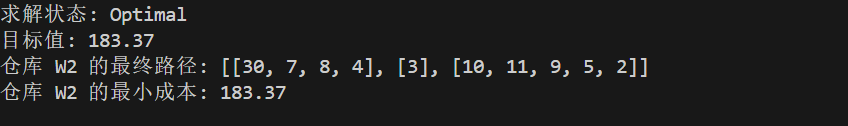 求解状态: Optimal
目标值: 183.37
仓库 W2 的最终路径: [[30, 7, 8, 4], [3], [10, 11, 9, 5, 2]]
仓库 W2 的最小成本: 183.37